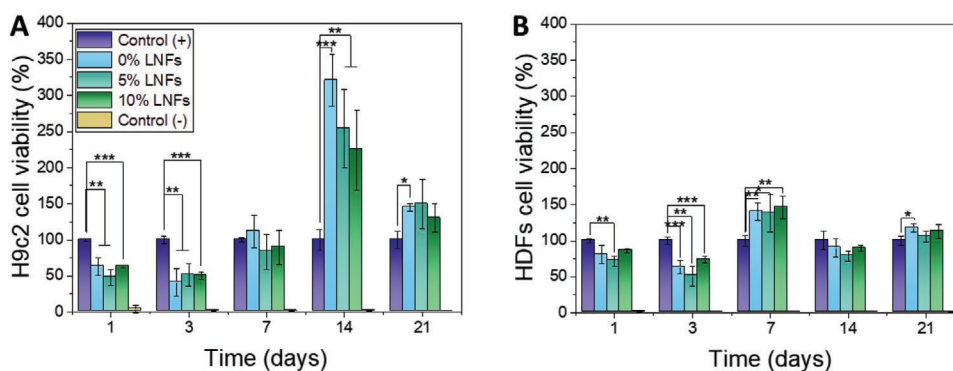 A
H9c2 cell viability (%)
400
350
300
250
200
150
100
50
0
Control (+)
0% LNFs
5% LNFs
10% LNFs
Control (-)
***
**
***
**
**
***
*
1 3 7 14 21
Time (days)
B
HDFs cell viability (%)
400
350
300
250
200
150
100
50
0
**
***
**
***
**
**
*
*
1 3 7 14 21
Time (days)